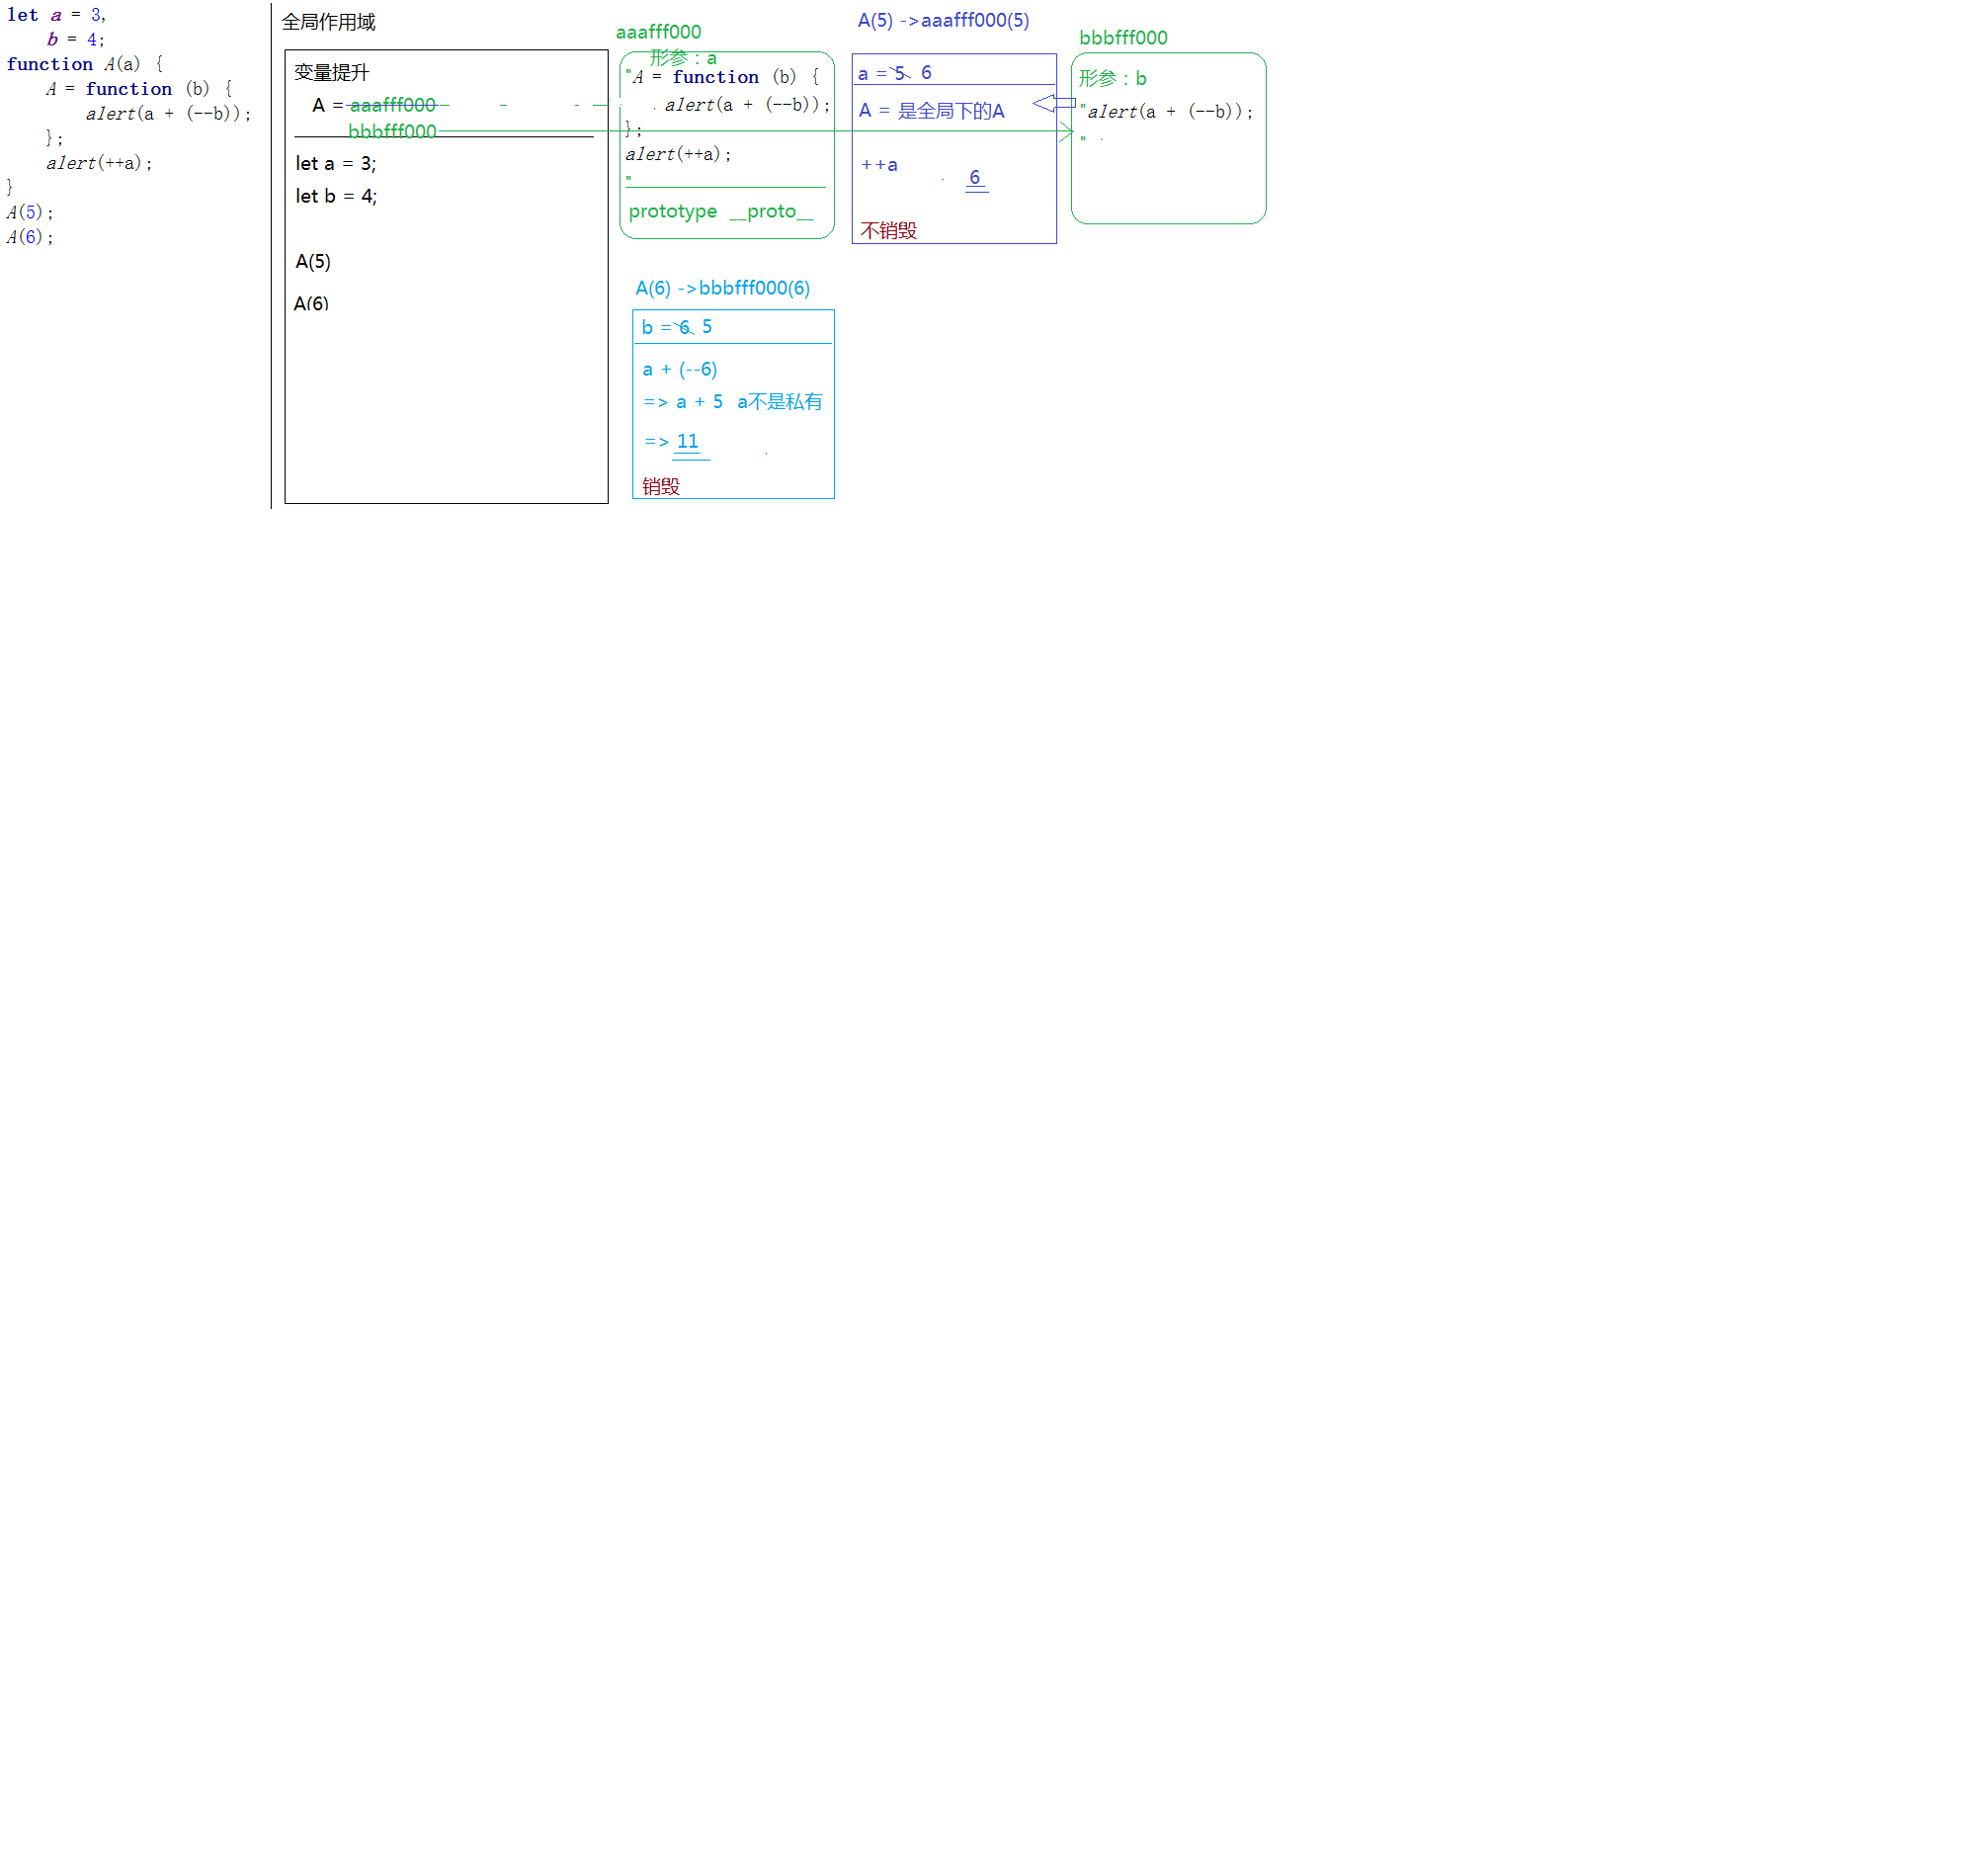 let a = 3,
b = 4;
function A(a) {
A = function (b) {
alert(a + (--b));
};
alert(++a);
}
A(5);
A(6);
全局作用域
变量提升
A = aaafff000
bbbfff000
let a = 3;
let b = 4;
A(5)
A(6)
aaafff000
形参：a
"A = function (b) {
alert(a + (--b));
};
alert(++a);
"
prototype __proto__
A(5) ->aaafff000(5)
a = 5 6
A = 是全局下的A
++a
6
不销毁
bbbfff000
形参：b
"alert(a + (--b));
"
A(6) ->bbbfff000(6)
b = 6 5
a + (--6)
=> a + 5 a不是私有
=> 11
销毁